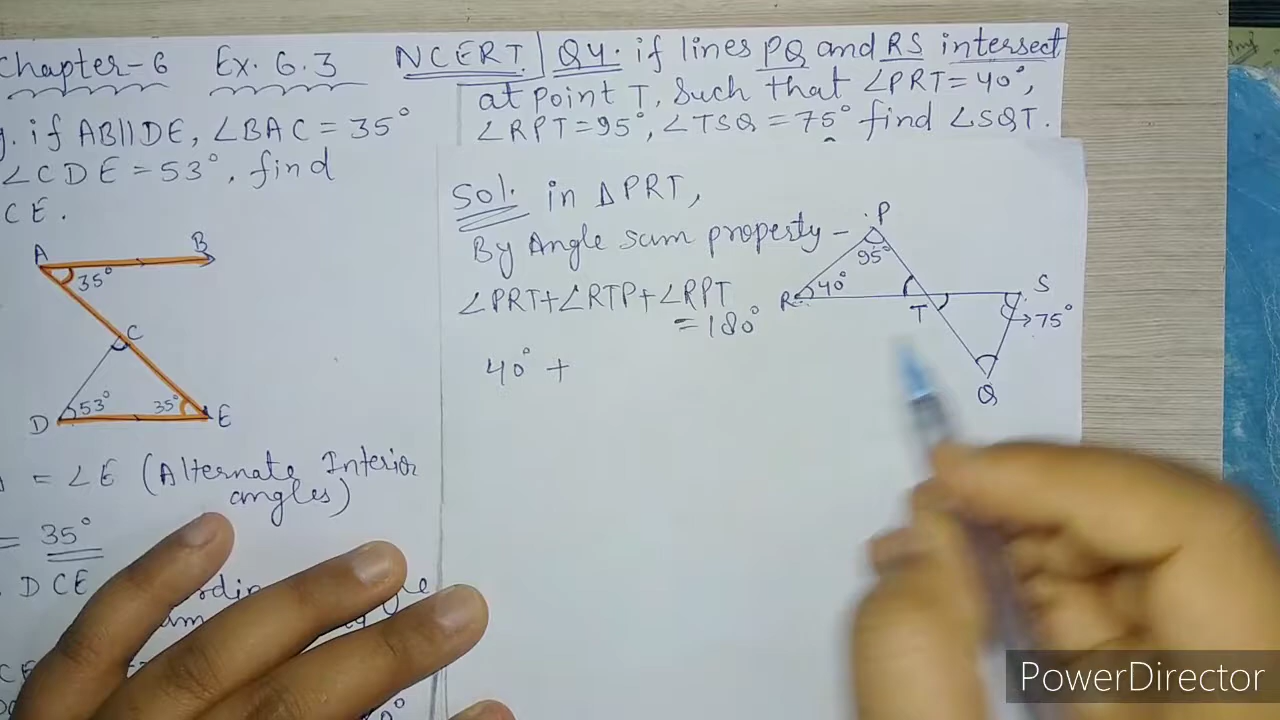 Chapter-6 Ex. 6.3 NCERT.
Q4. if lines PQ and RS intersect
at point T, Such that ∠PRT=40°,
∠RPT=95°, ∠TSQ=75° find ∠SQT.
if AB||DE, ∠BAC = 35°
∠CDE=53°, find
CE.
A B
35°
C
D 53° 35° E
= ∠E (Alternate Interior
angles)
= 35°
DCE
Sol. in ΔPRT,
By Angle sum property –
∠PRT+∠RTP+∠RPT
=180°
40° +
P
95°
R 40°
T
S
75°
Q
PowerDirector